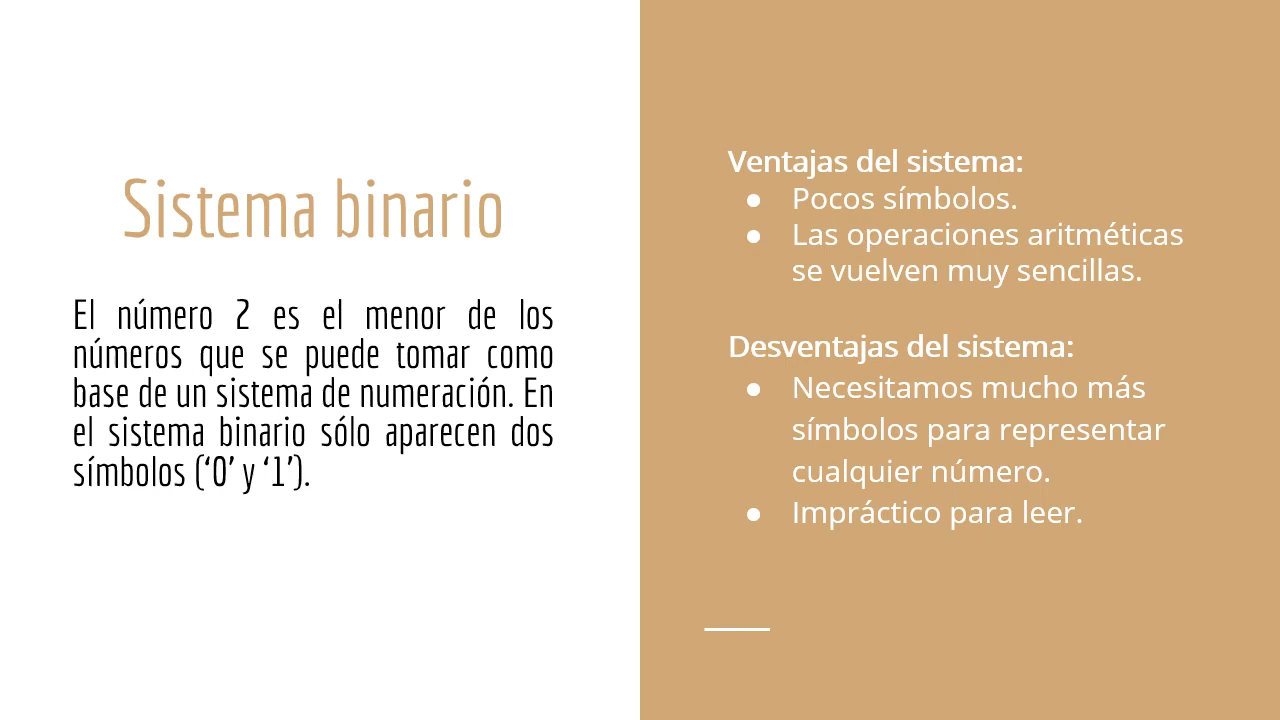 Sistema binario
El número 2 es el menor de los
números que se puede tomar como
base de un sistema de numeración. En
el sistema binario sólo aparecen dos
símbolos (‘0’ y ‘1’).
Ventajas del sistema:
● Pocos símbolos.
● Las operaciones aritméticas
se vuelven muy sencillas.
Desventajas del sistema:
● Necesitamos mucho más
símbolos para representar
cualquier número.
● Impráctico para leer.